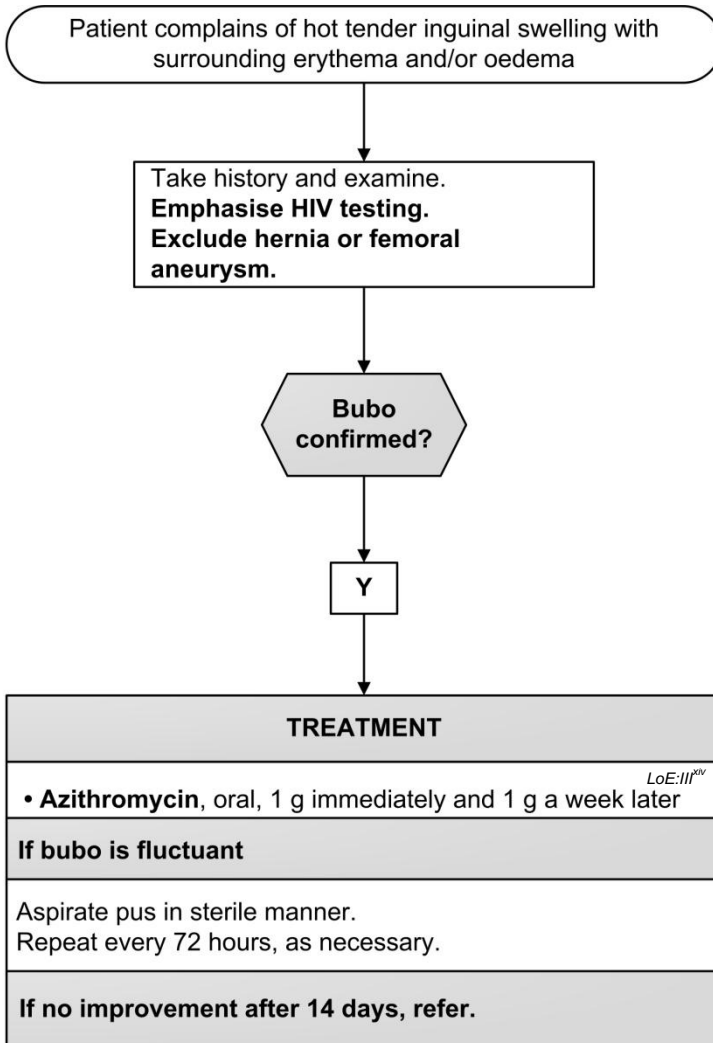 Patient complains of hot tender inguinal swelling with
surrounding erythema and/or oedema
Take history and examine.
Emphasise HIV testing.
Exclude hernia or femoral
aneurysm.
Bubo
confirmed?
Y
TREATMENT
LoE:III^xiv
• Azithromycin, oral, 1 g immediately and 1 g a week later
If bubo is fluctuant
Aspirate pus in sterile manner.
Repeat every 72 hours, as necessary.
If no improvement after 14 days, refer.